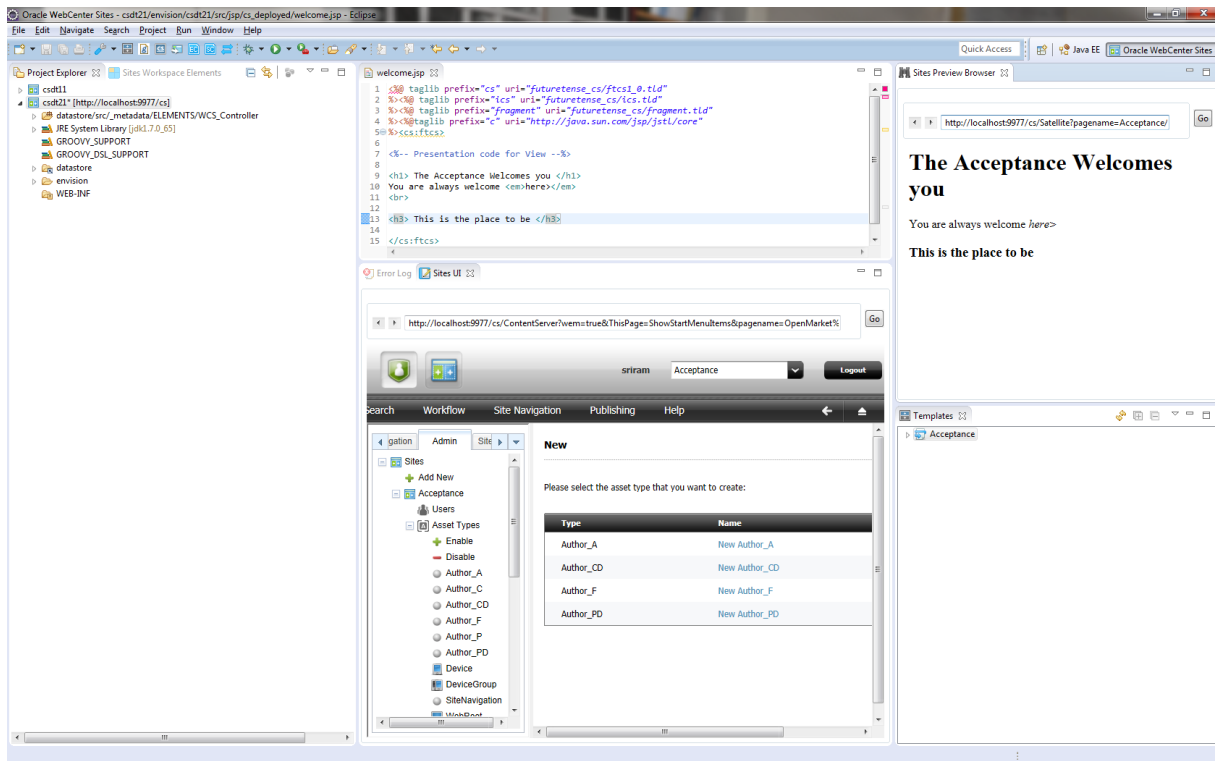 Oracle WebCenter Sites - csdt21/envision/csdt21/src/jsp/cs_deployed/welcome.jsp - Eclipse
File Edit Navigate Search Project Run Window Help
Quick Access
Java EE
Oracle WebCenter Sites
Project Explorer
Sites Workspace Elements
csdt11
csdt21* [http://localhost:9977/cs]
datastore/src/_metadata/ELEMENTS/WCS_Controller
JRE System Library [jdk1.7.0_65]
GROOVY_SUPPORT
GROOVY_DSL_SUPPORT
datastore
envision
WEB-INF
welcome.jsp
1 <%@ taglib prefix="cs" uri="futuretense_cs/ftcs1_0.tld"
2 %><%@ taglib prefix="ics" uri="futuretense_cs/ics.tld"
3 %><%@ taglib prefix="fragment" uri="futuretense_cs/fragment.tld"
4 %><%@taglib prefix="c" uri="http://java.sun.com/jsp/jstl/core"
5 %><cs:ftcs>
6
7 <%-- Presentation code for View --%>
8
9 <h1> The Acceptance Welcomes you </h1>
10 You are always welcome <em>here></em>
11 <br>
12
13 <h3> This is the place to be </h3>
14
15 </cs:ftcs>
Error Log
Sites UI
http://localhost:9977/cs/ContentServer?wem=true&ThisPage=ShowStartMenuItems&pagename=OpenMarket%
Go
sriram
Acceptance
Logout
Search Workflow Site Navigation Publishing Help
gation Admin Site
Sites
Add New
Acceptance
Users
Asset Types
Enable
Disable
Author_A
Author_C
Author_CD
Author_F
Author_P
Author_PD
Device
DeviceGroup
SiteNavigation
WebRoot
New
Please select the asset type that you want to create:
Type Name
Author_A New Author_A
Author_CD New Author_CD
Author_F New Author_F
Author_PD New Author_PD
Sites Preview Browser
http://localhost:9977/cs/Satellite?pagename=Acceptance/
Go
The Acceptance Welcomes
you
You are always welcome here>
This is the place to be
Templates
Acceptance